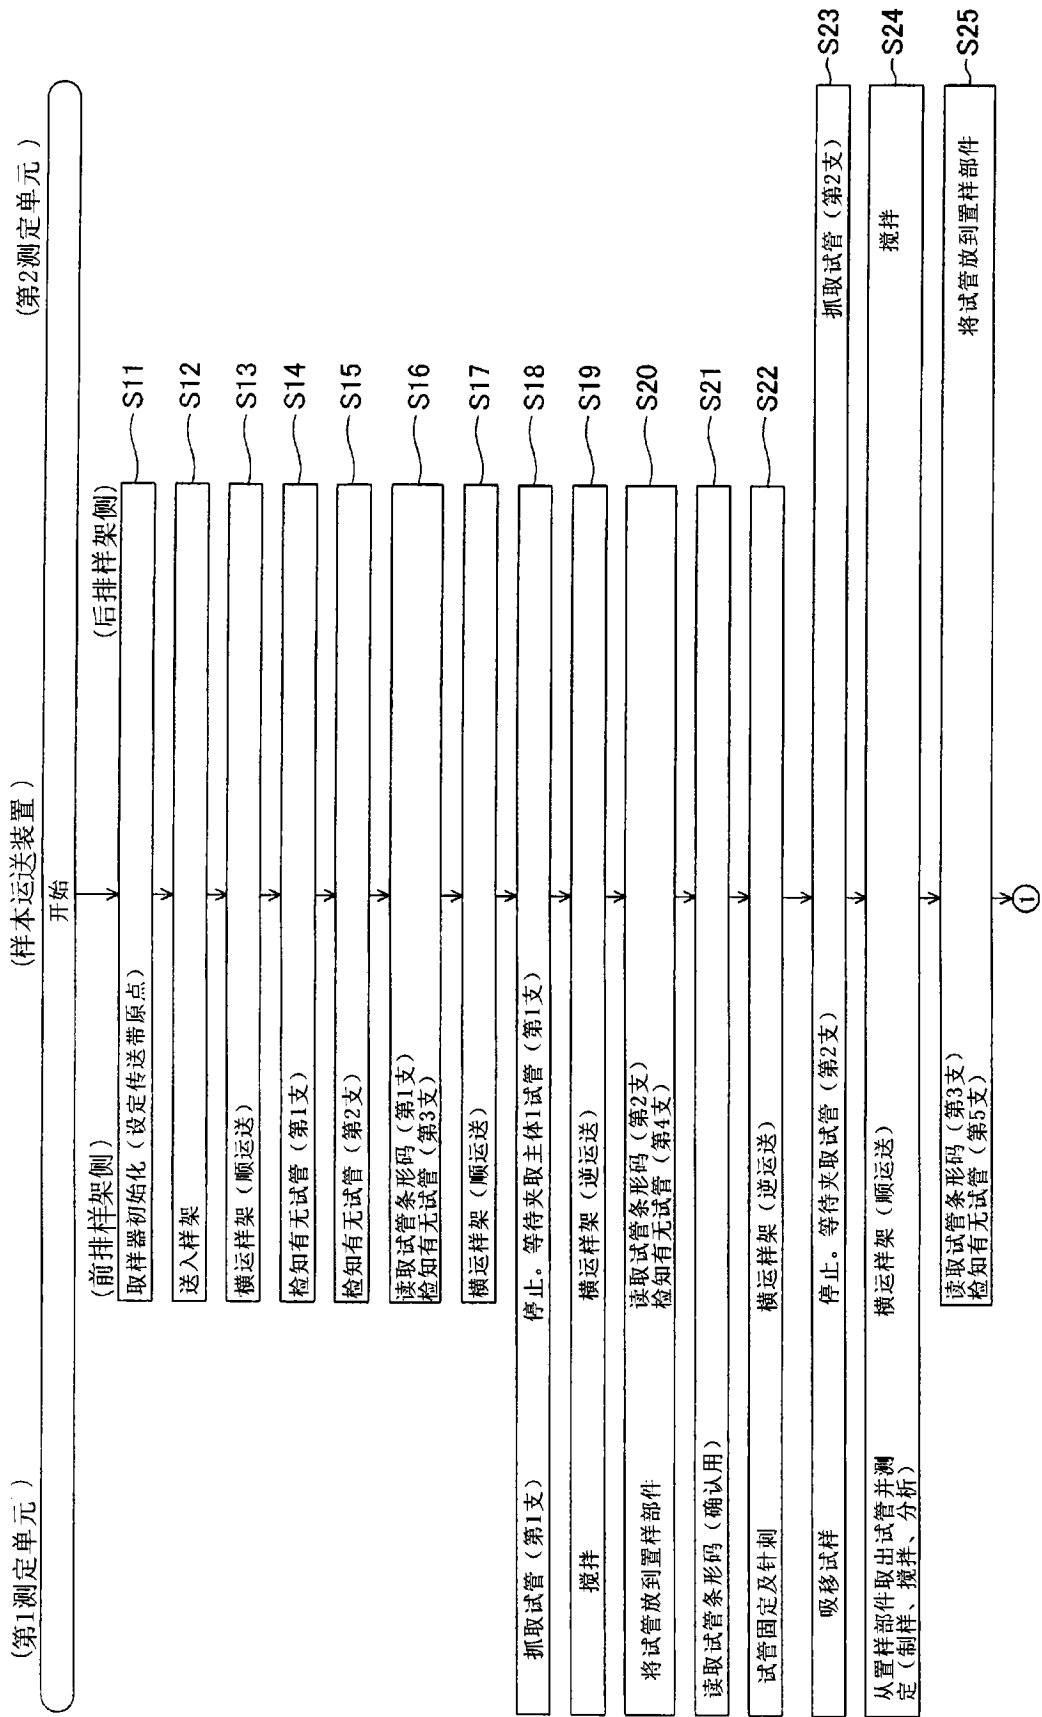 (第1测定单元)
(样本运送装置)
(第2测定单元)
开始
(前排样架侧)
(后排样架侧)
取样器初始化(设定传送带原点)
S11
送入样架
S12
横运样架(顺运送)
S13
检知有无试管(第1支)
S14
检知有无试管(第2支)
S15
读取试管条形码(第1支)
检知有无试管(第3支)
S16
横运样架(顺运送)
S17
抓取试管(第1支)
停止。等待夹取主体1试管(第1支)
S18
搅拌
横运样架(逆运送)
S19
将试管放到置样部件
读取试管条形码(第2支)
检知有无试管(第4支)
S20
读取试管条形码(确认用)
S21
试管固定及针刺
横运样架(逆运送)
S22
吸移试样
停止。等待夹取试管(第2支)
抓取试管(第2支)
S23
从置样部件取出试管并测
定(制样、搅拌、分析)
横运样架(顺运送)
搅拌
S24
读取试管条形码(第3支)
检知有无试管(第5支)
将试管放到置样部件
S25
1